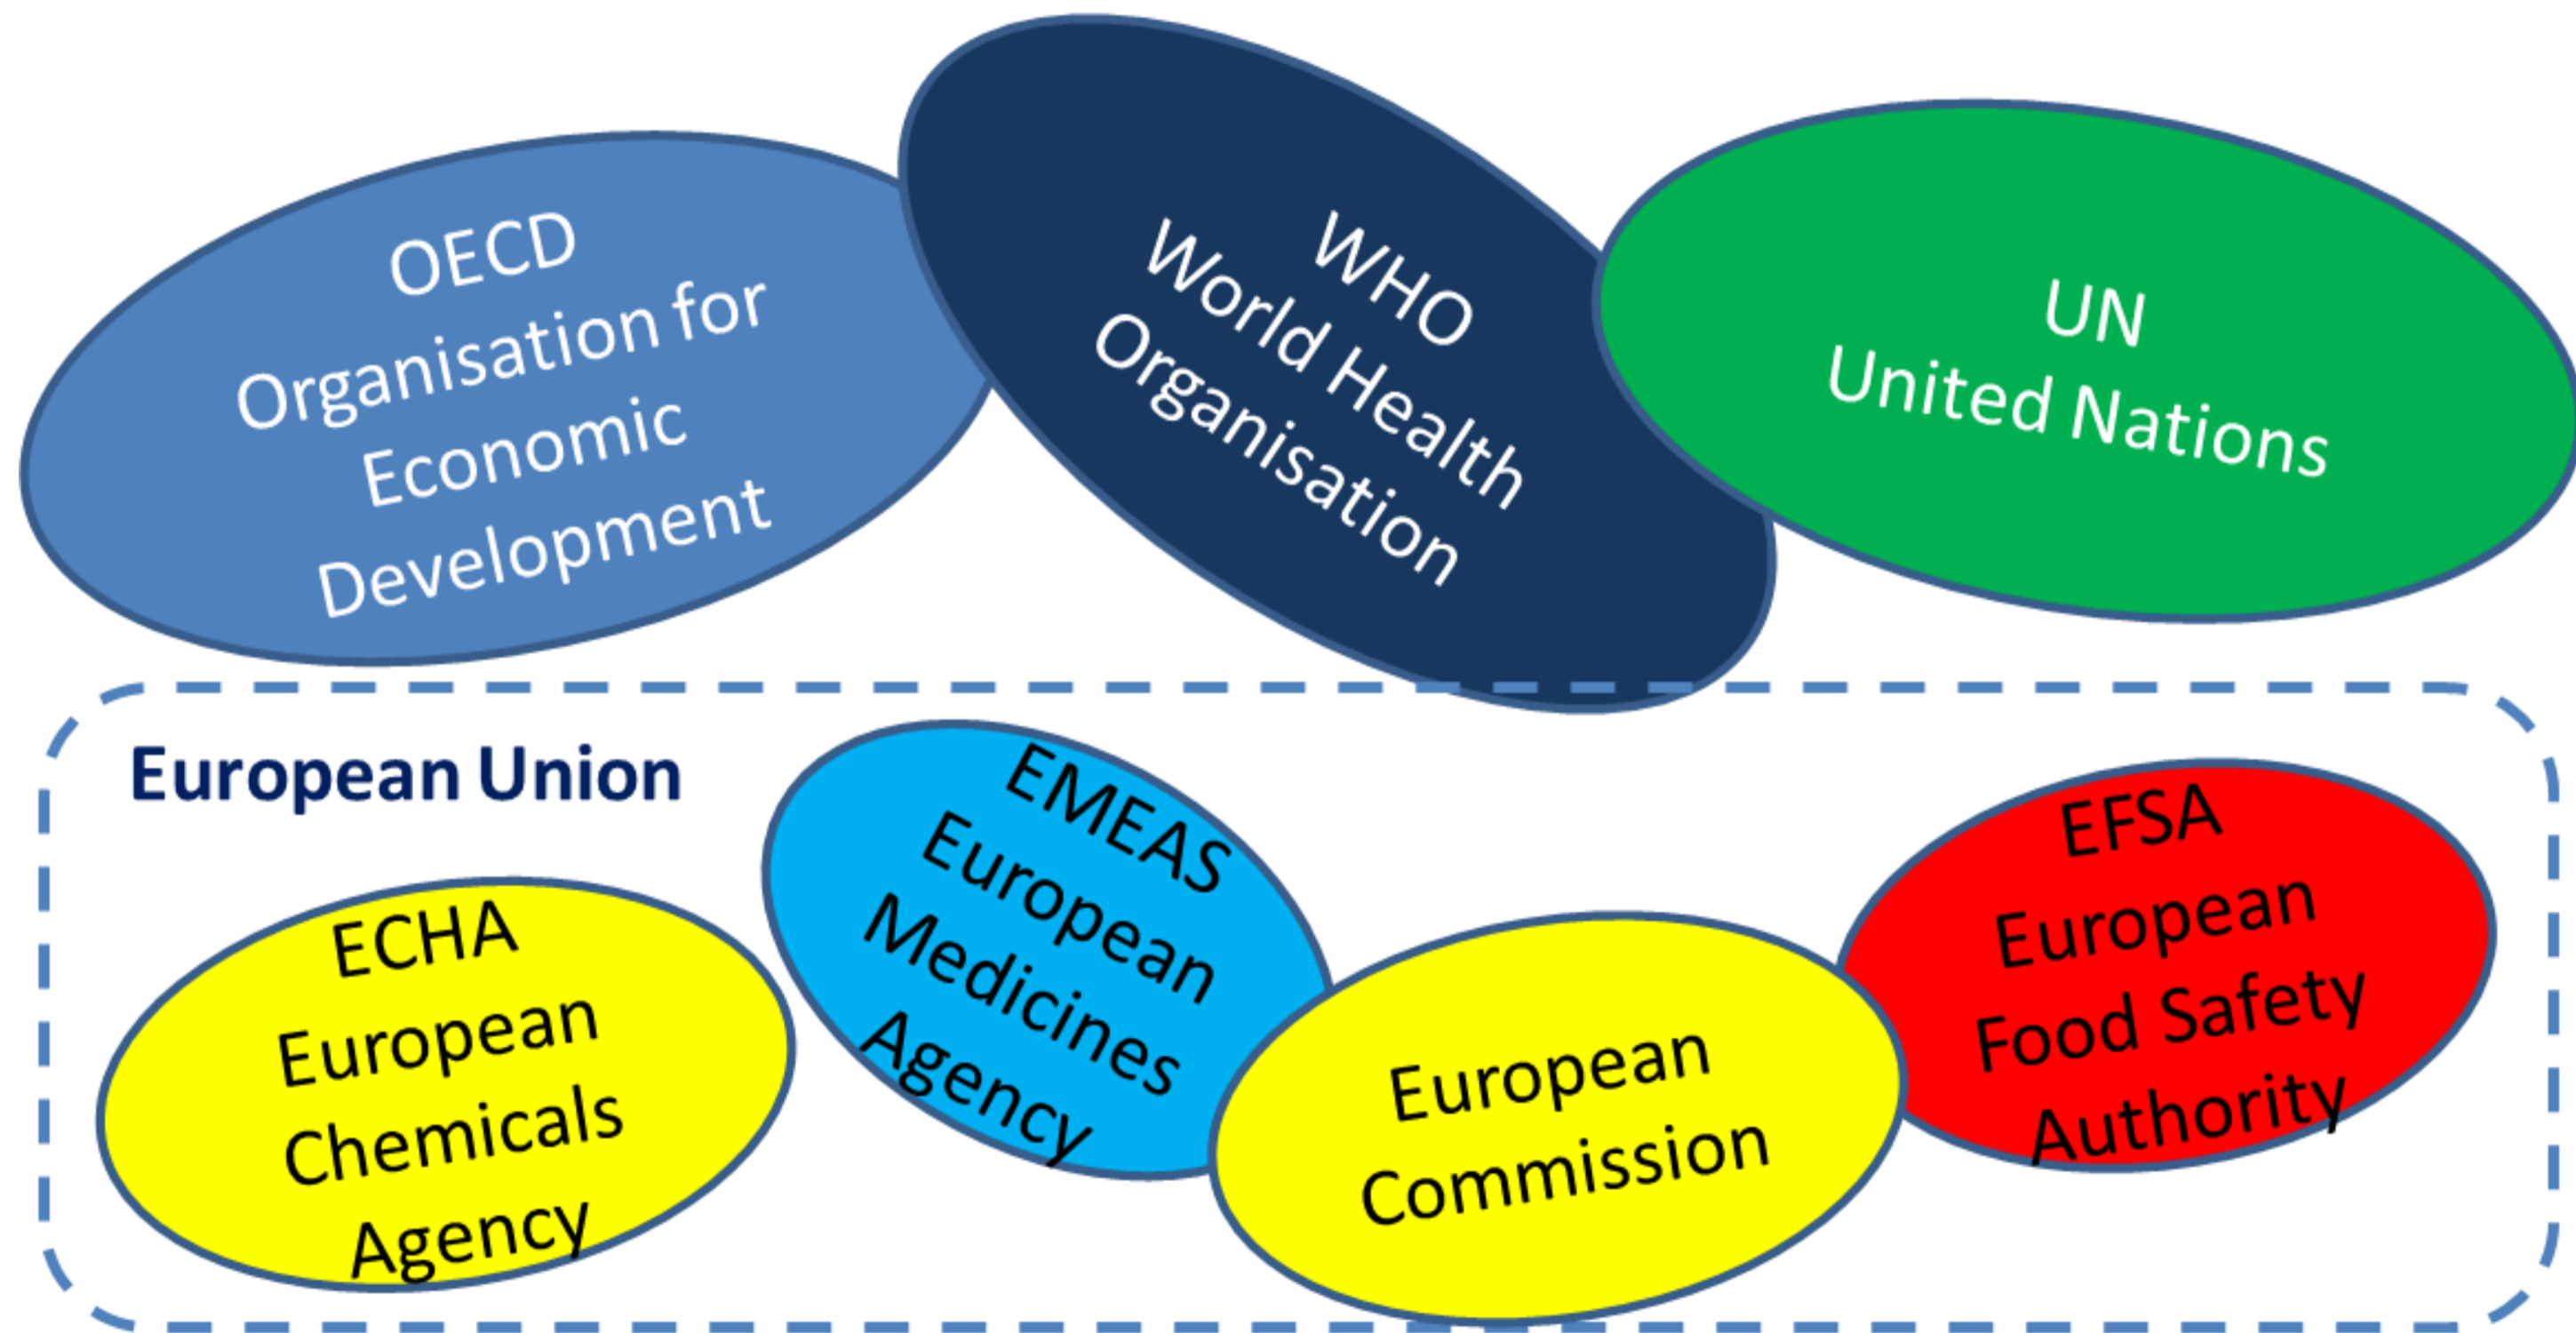 OECD
Organisation for
Economic
Development
WHO
World Health
Organisation
UN
United Nations
European Union
ECHA
European
Chemicals
Agency
EMEAS
European
Medicines
Agency
European
Commission
EFSA
European
Food Safety
Authority